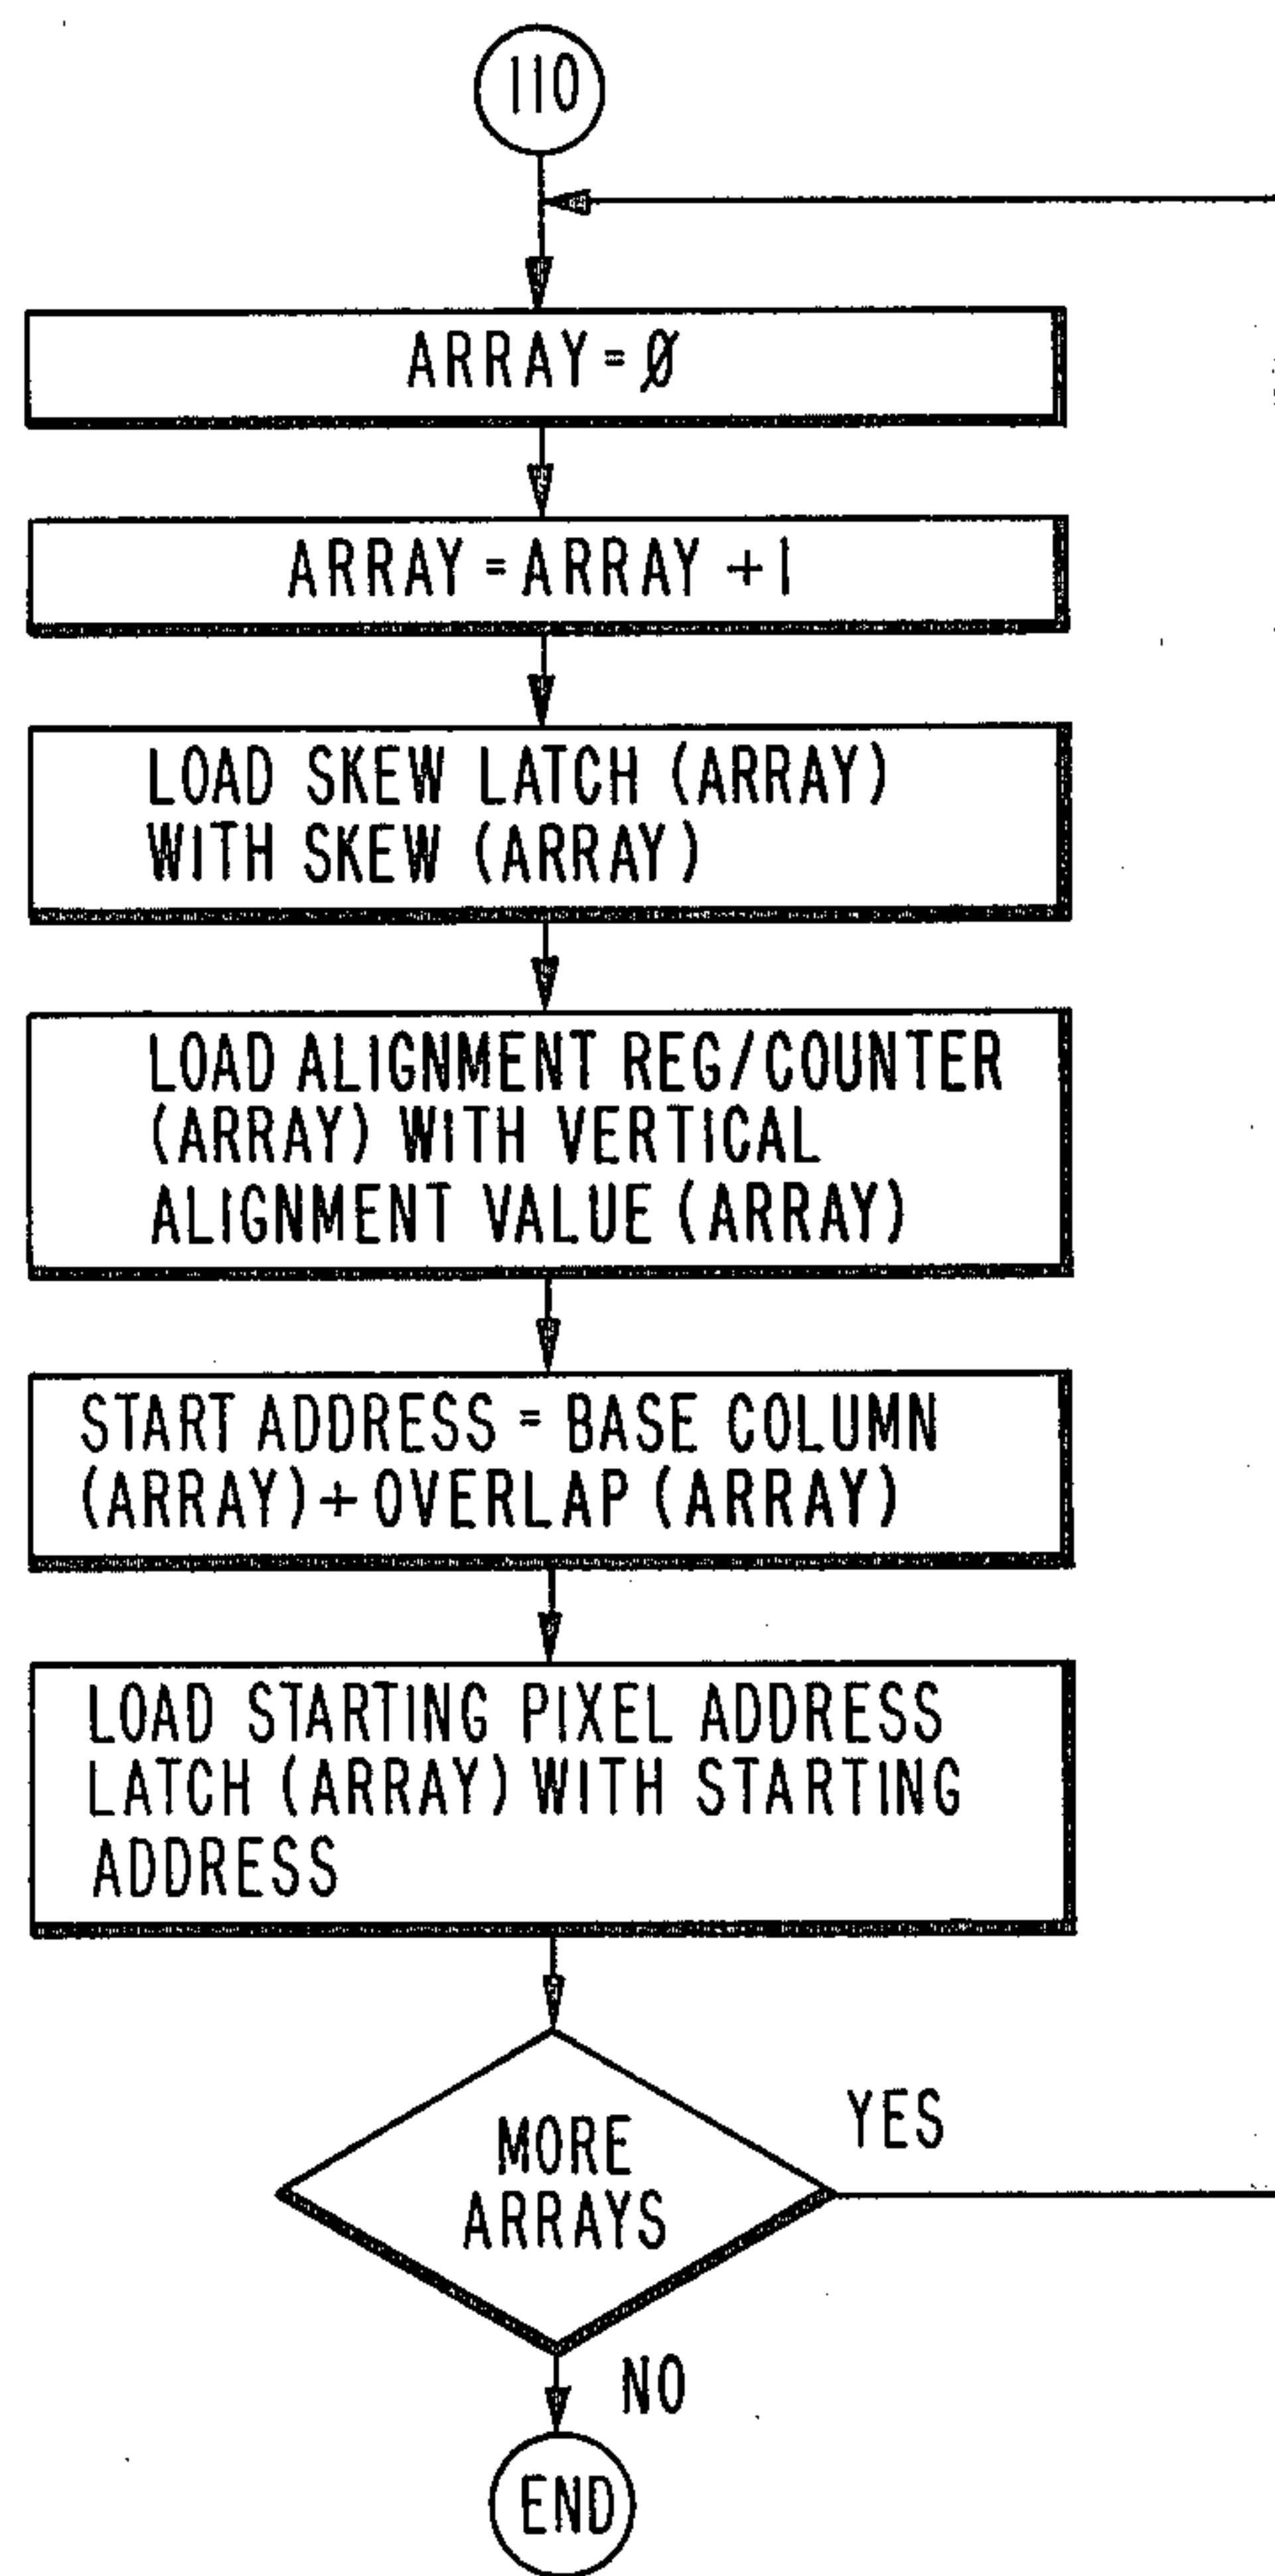 110
ARRAY = Ø
ARRAY = ARRAY + 1
LOAD SKEW LATCH (ARRAY)
WITH SKEW (ARRAY)
LOAD ALIGNMENT REG/COUNTER
(ARRAY) WITH VERTICAL
ALIGNMENT VALUE (ARRAY)
START ADDRESS = BASE COLUMN
(ARRAY) + OVERLAP (ARRAY)
LOAD STARTING PIXEL ADDRESS
LATCH (ARRAY) WITH STARTING
ADDRESS
MORE
ARRAYS
YES
NO
END